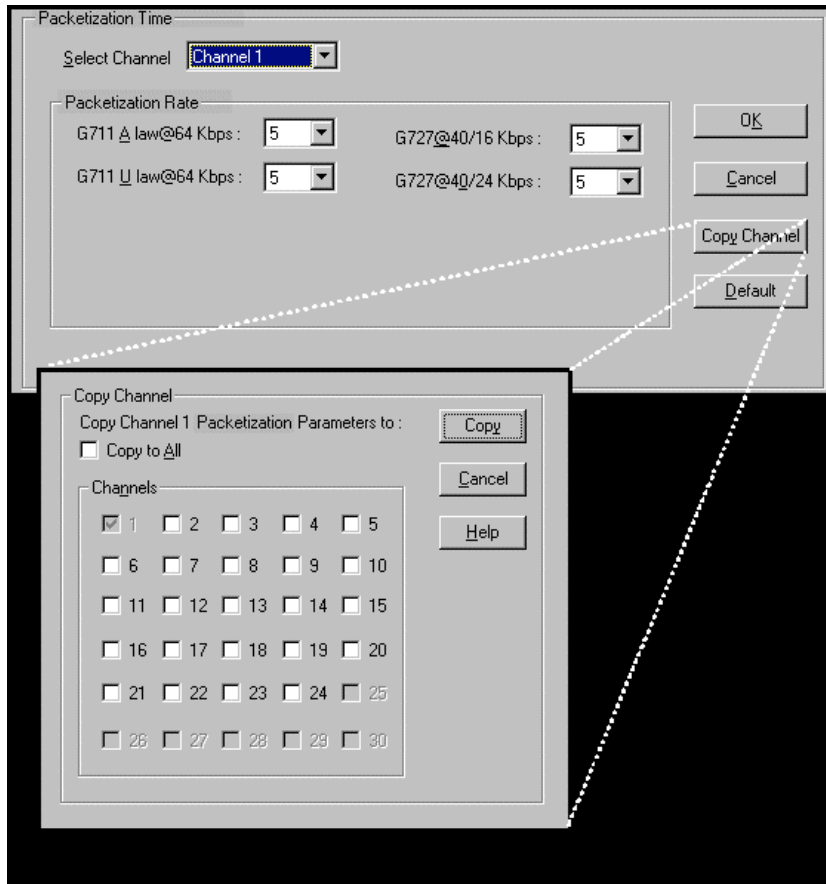 Packetization Time
Select Channel Channel 1
Packetization Rate
G711 A law@64 Kbps : 5 G727@40/16 Kbps : 5
G711 U law@64 Kbps : 5 G727@40/24 Kbps : 5
OK
Cancel
Copy Channel
Default
Copy Channel
Copy Channel 1 Packetization Parameters to :
Copy to All
Copy
Cancel
Help
Channels
1 2 3 4 5
6 7 8 9 10
11 12 13 14 15
16 17 18 19 20
21 22 23 24 25
26 27 28 29 30